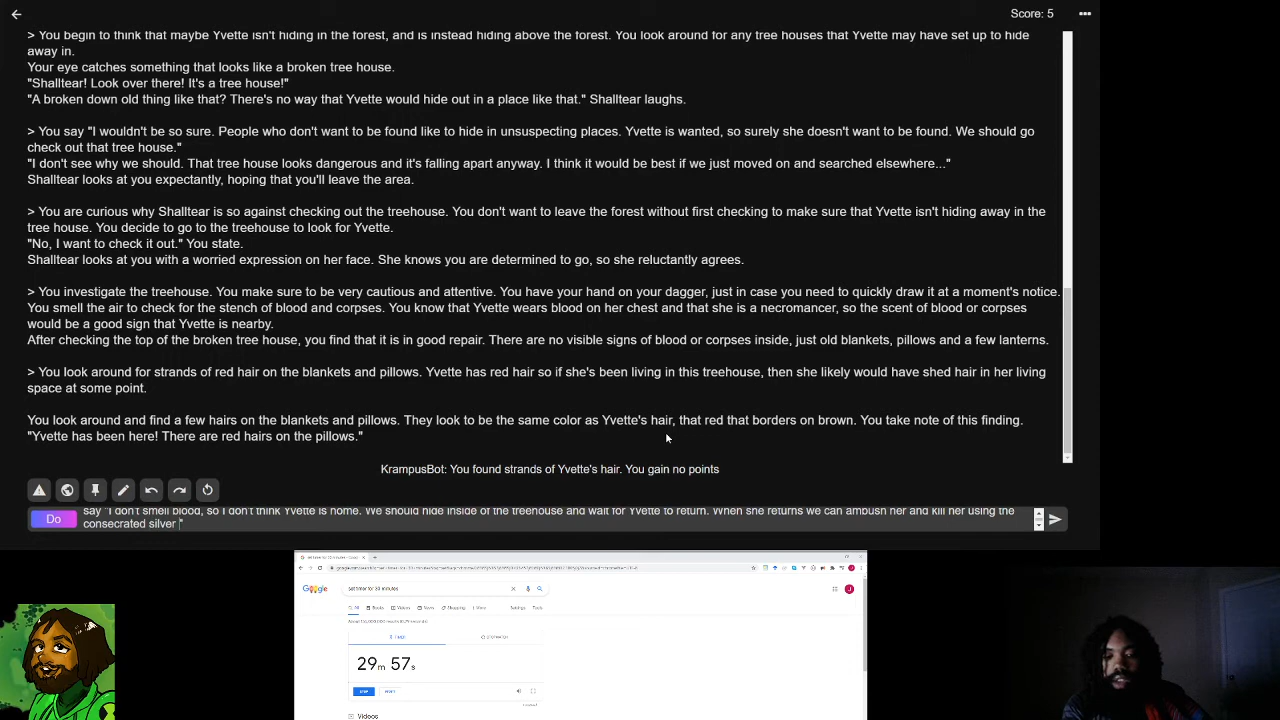 Score: 5
> You begin to think that maybe Yvette isn't hiding in the forest, and is instead hiding above the forest. You look around for any tree houses that Yvette may have set up to hide
away in.
Your eye catches something that looks like a broken tree house.
"Shalltear! Look over there! It's a tree house!"
"A broken down old thing like that? There's no way that Yvette would hide out in a place like that." Shalltear laughs.
> You say "I wouldn't be so sure. People who don't want to be found like to hide in unsuspecting places. Yvette is wanted, so surely she doesn't want to be found. We should go
check out that tree house."
"I don't see why we should. That tree house looks dangerous and it's falling apart anyway. I think it would be best if we just moved on and searched elsewhere..."
Shalltear looks at you expectantly, hoping that you'll leave the area.
> You are curious why Shalltear is so against checking out the treehouse. You don't want to leave the forest without first checking to make sure that Yvette isn't hiding away in the
tree house. You decide to go to the treehouse to look for Yvette.
"No, I want to check it out." You state.
Shalltear looks at you with a worried expression on her face. She knows you are determined to go, so she reluctantly agrees.
> You investigate the treehouse. You make sure to be very cautious and attentive. You have your hand on your dagger, just in case you need to quickly draw it at a moment's notice.
You smell the air to check for the stench of blood and corpses. You know that Yvette wears blood on her chest and that she is a necromancer, so the scent of blood or corpses
would be a good sign that Yvette is nearby.
After checking the top of the broken tree house, you find that it is in good repair. There are no visible signs of blood or corpses inside, just old blankets, pillows and a few lanterns.
> You look around for strands of red hair on the blankets and pillows. Yvette has red hair so if she's been living in this treehouse, then she likely would have shed hair in her living
space at some point.
You look around and find a few hairs on the blankets and pillows. They look to be the same color as Yvette's hair, that red that borders on brown. You take note of this finding.
"Yvette has been here! There are red hairs on the pillows."
KrampusBot: You found strands of Yvette's hair. You gain no points
Do
say "I don't smell blood, so I don't think Yvette is home. We should hide inside of the treehouse and wait for Yvette to return. When she returns we can ambush her and kill her using the
consecrated silver "
Google
set timer for 30 minutes
All Books Videos News Shopping More Settings Tools
TIMER STOPWATCH
29m 57s
STOP RESET
Videos